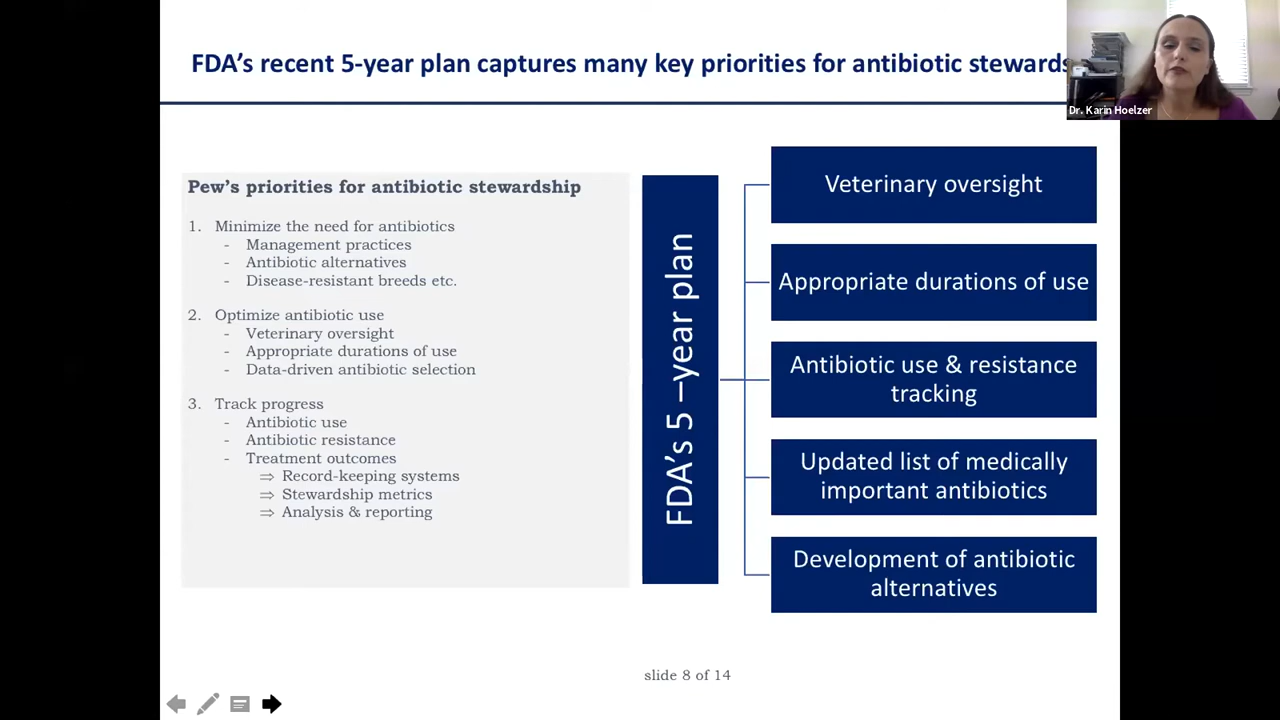 FDA's recent 5-year plan captures many key priorities for antibiotic stewards
Dr. Karin Hoelzer
Pew's priorities for antibiotic stewardship
1. Minimize the need for antibiotics
- Management practices
- Antibiotic alternatives
- Disease-resistant breeds etc.
2. Optimize antibiotic use
- Veterinary oversight
- Appropriate durations of use
- Data-driven antibiotic selection
3. Track progress
- Antibiotic use
- Antibiotic resistance
- Treatment outcomes
⇒ Record-keeping systems
⇒ Stewardship metrics
⇒ Analysis & reporting
FDA's 5 –year plan
Veterinary oversight
Appropriate durations of use
Antibiotic use & resistance
tracking
Updated list of medically
important antibiotics
Development of antibiotic
alternatives
slide 8 of 14